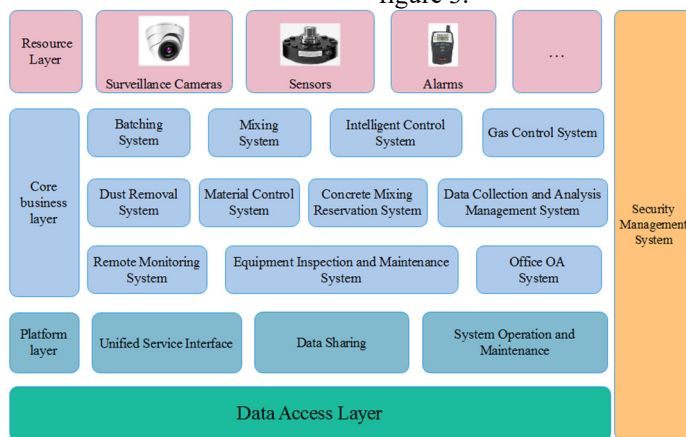 figure 3.
Resource
Layer
Surveillance Cameras
Sensors
Alarms
...
Core
business
layer
Batching
System
Mixing
System
Intelligent Control
System
Gas Control System
Dust Removal
System
Material Control
System
Concrete Mixing
Reservation System
Data Collection and Analysis
Management System
Remote Monitoring
System
Equipment Inspection and Maintenance
System
Office OA
System
Platform
layer
Unified Service Interface
Data Sharing
System Operation and
Maintenance
Data Access Layer
Security
Management
System